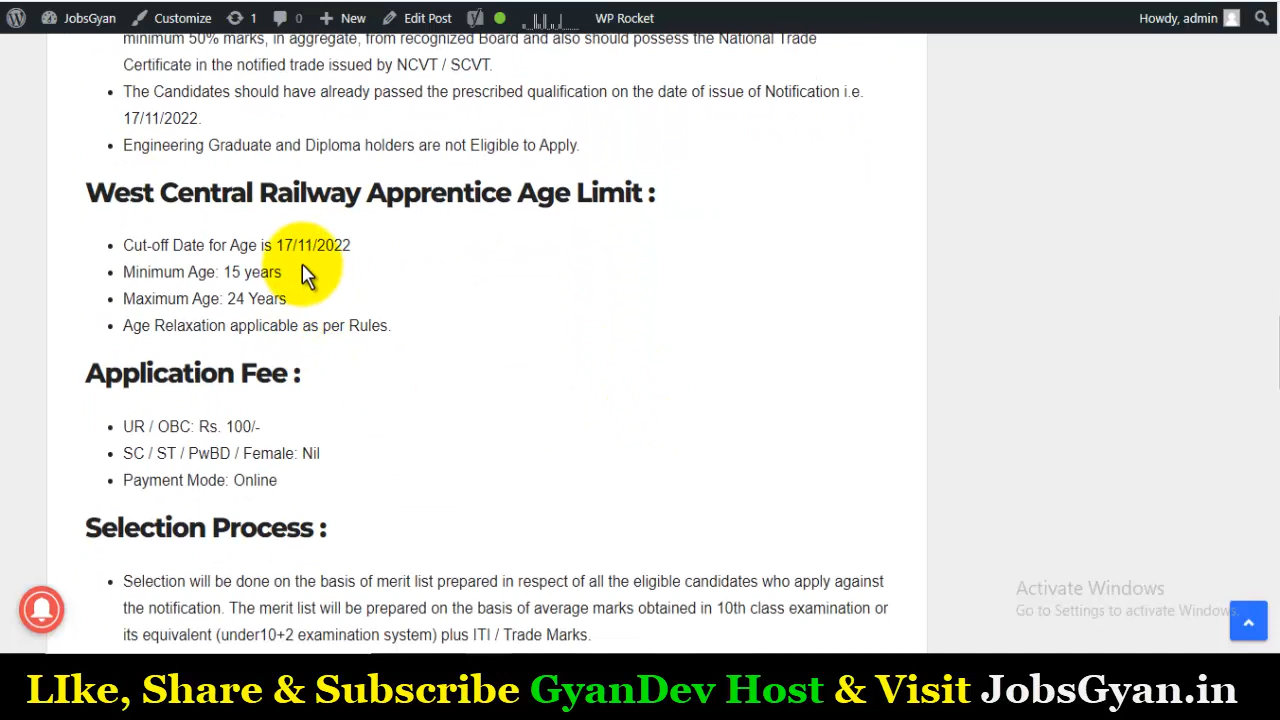 JobsGyan Customize 1 0 New Edit Post WP Rocket Howdy, admin
minimum 50% marks, in aggregate, from recognized Board and also should possess the National Trade
Certificate in the notified trade issued by NCVT / SCVT.
The Candidates should have already passed the prescribed qualification on the date of issue of Notification i.e.
17/11/2022.
Engineering Graduate and Diploma holders are not Eligible to Apply.
West Central Railway Apprentice Age Limit :
Cut-off Date for Age is 17/11/2022
Minimum Age: 15 years
Maximum Age: 24 Years
Age Relaxation applicable as per Rules.
Application Fee :
UR / OBC: Rs. 100/-
SC / ST / PwBD / Female: Nil
Payment Mode: Online
Selection Process :
Selection will be done on the basis of merit list prepared in respect of all the eligible candidates who apply against
the notification. The merit list will be prepared on the basis of average marks obtained in 10th class examination or
its equivalent (under10+2 examination system) plus ITI / Trade Marks.
Activate Windows
Go to Settings to activate Windows.
LIke, Share & Subscribe GyanDev Host & Visit JobsGyan.in